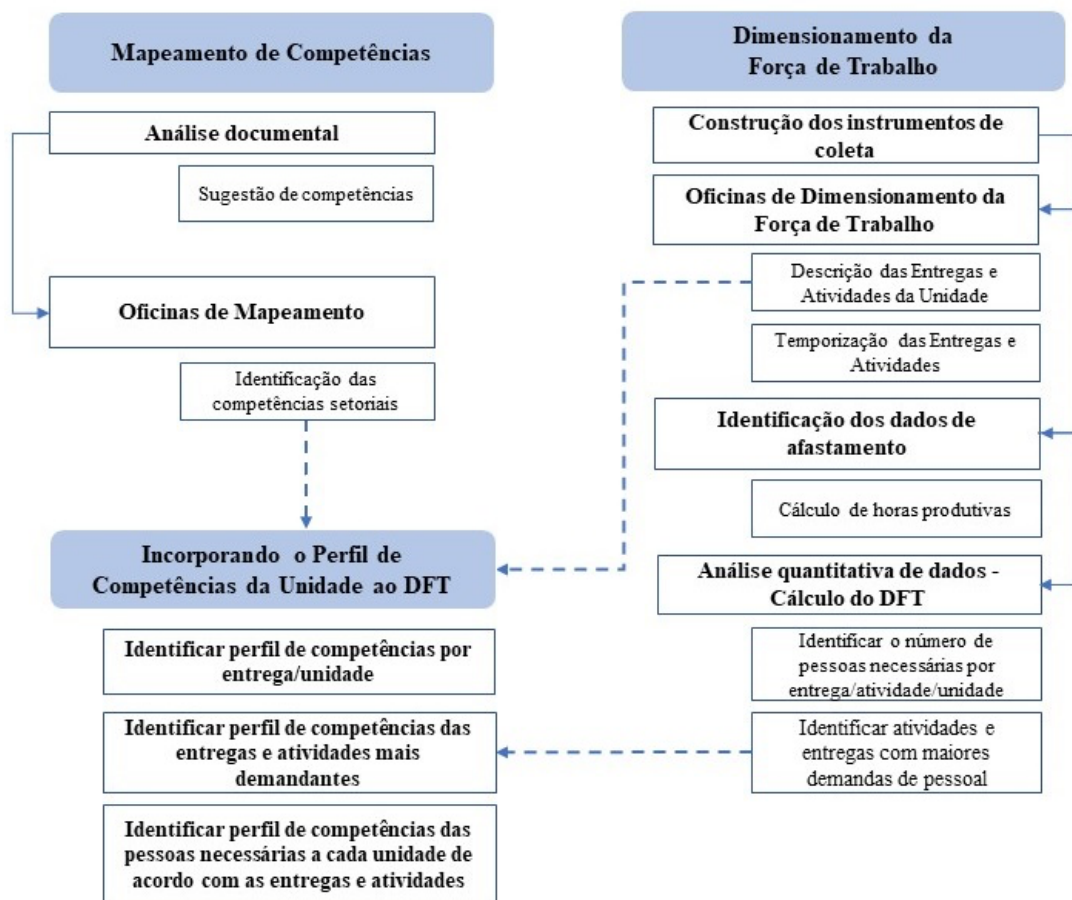 Mapeamento de Competências
Análise documental
Sugestão de competências
Oficinas de Mapeamento
Identificação das
competências setoriais
Incorporando o Perfil de
Competências da Unidade ao DFT
Identificar perfil de competências por
entrega/unidade
Identificar perfil de competências das
entregas e atividades mais
demandantes
Identificar perfil de competências das
pessoas necessárias a cada unidade de
acordo com as entregas e atividades
Dimensionamento da
Força de Trabalho
Construção dos instrumentos de
coleta
Oficinas de Dimensionamento da
Força de Trabalho
Descrição das Entregas e
Atividades da Unidade
Temporização das Entregas e
Atividades
Identificação dos dados de
afastamento
Cálculo de horas produtivas
Análise quantitativa de dados -
Cálculo do DFT
Identificar o número de
pessoas necessárias por
entrega/atividade/unidade
Identificar atividades e
entregas com maiores
demandas de pessoal